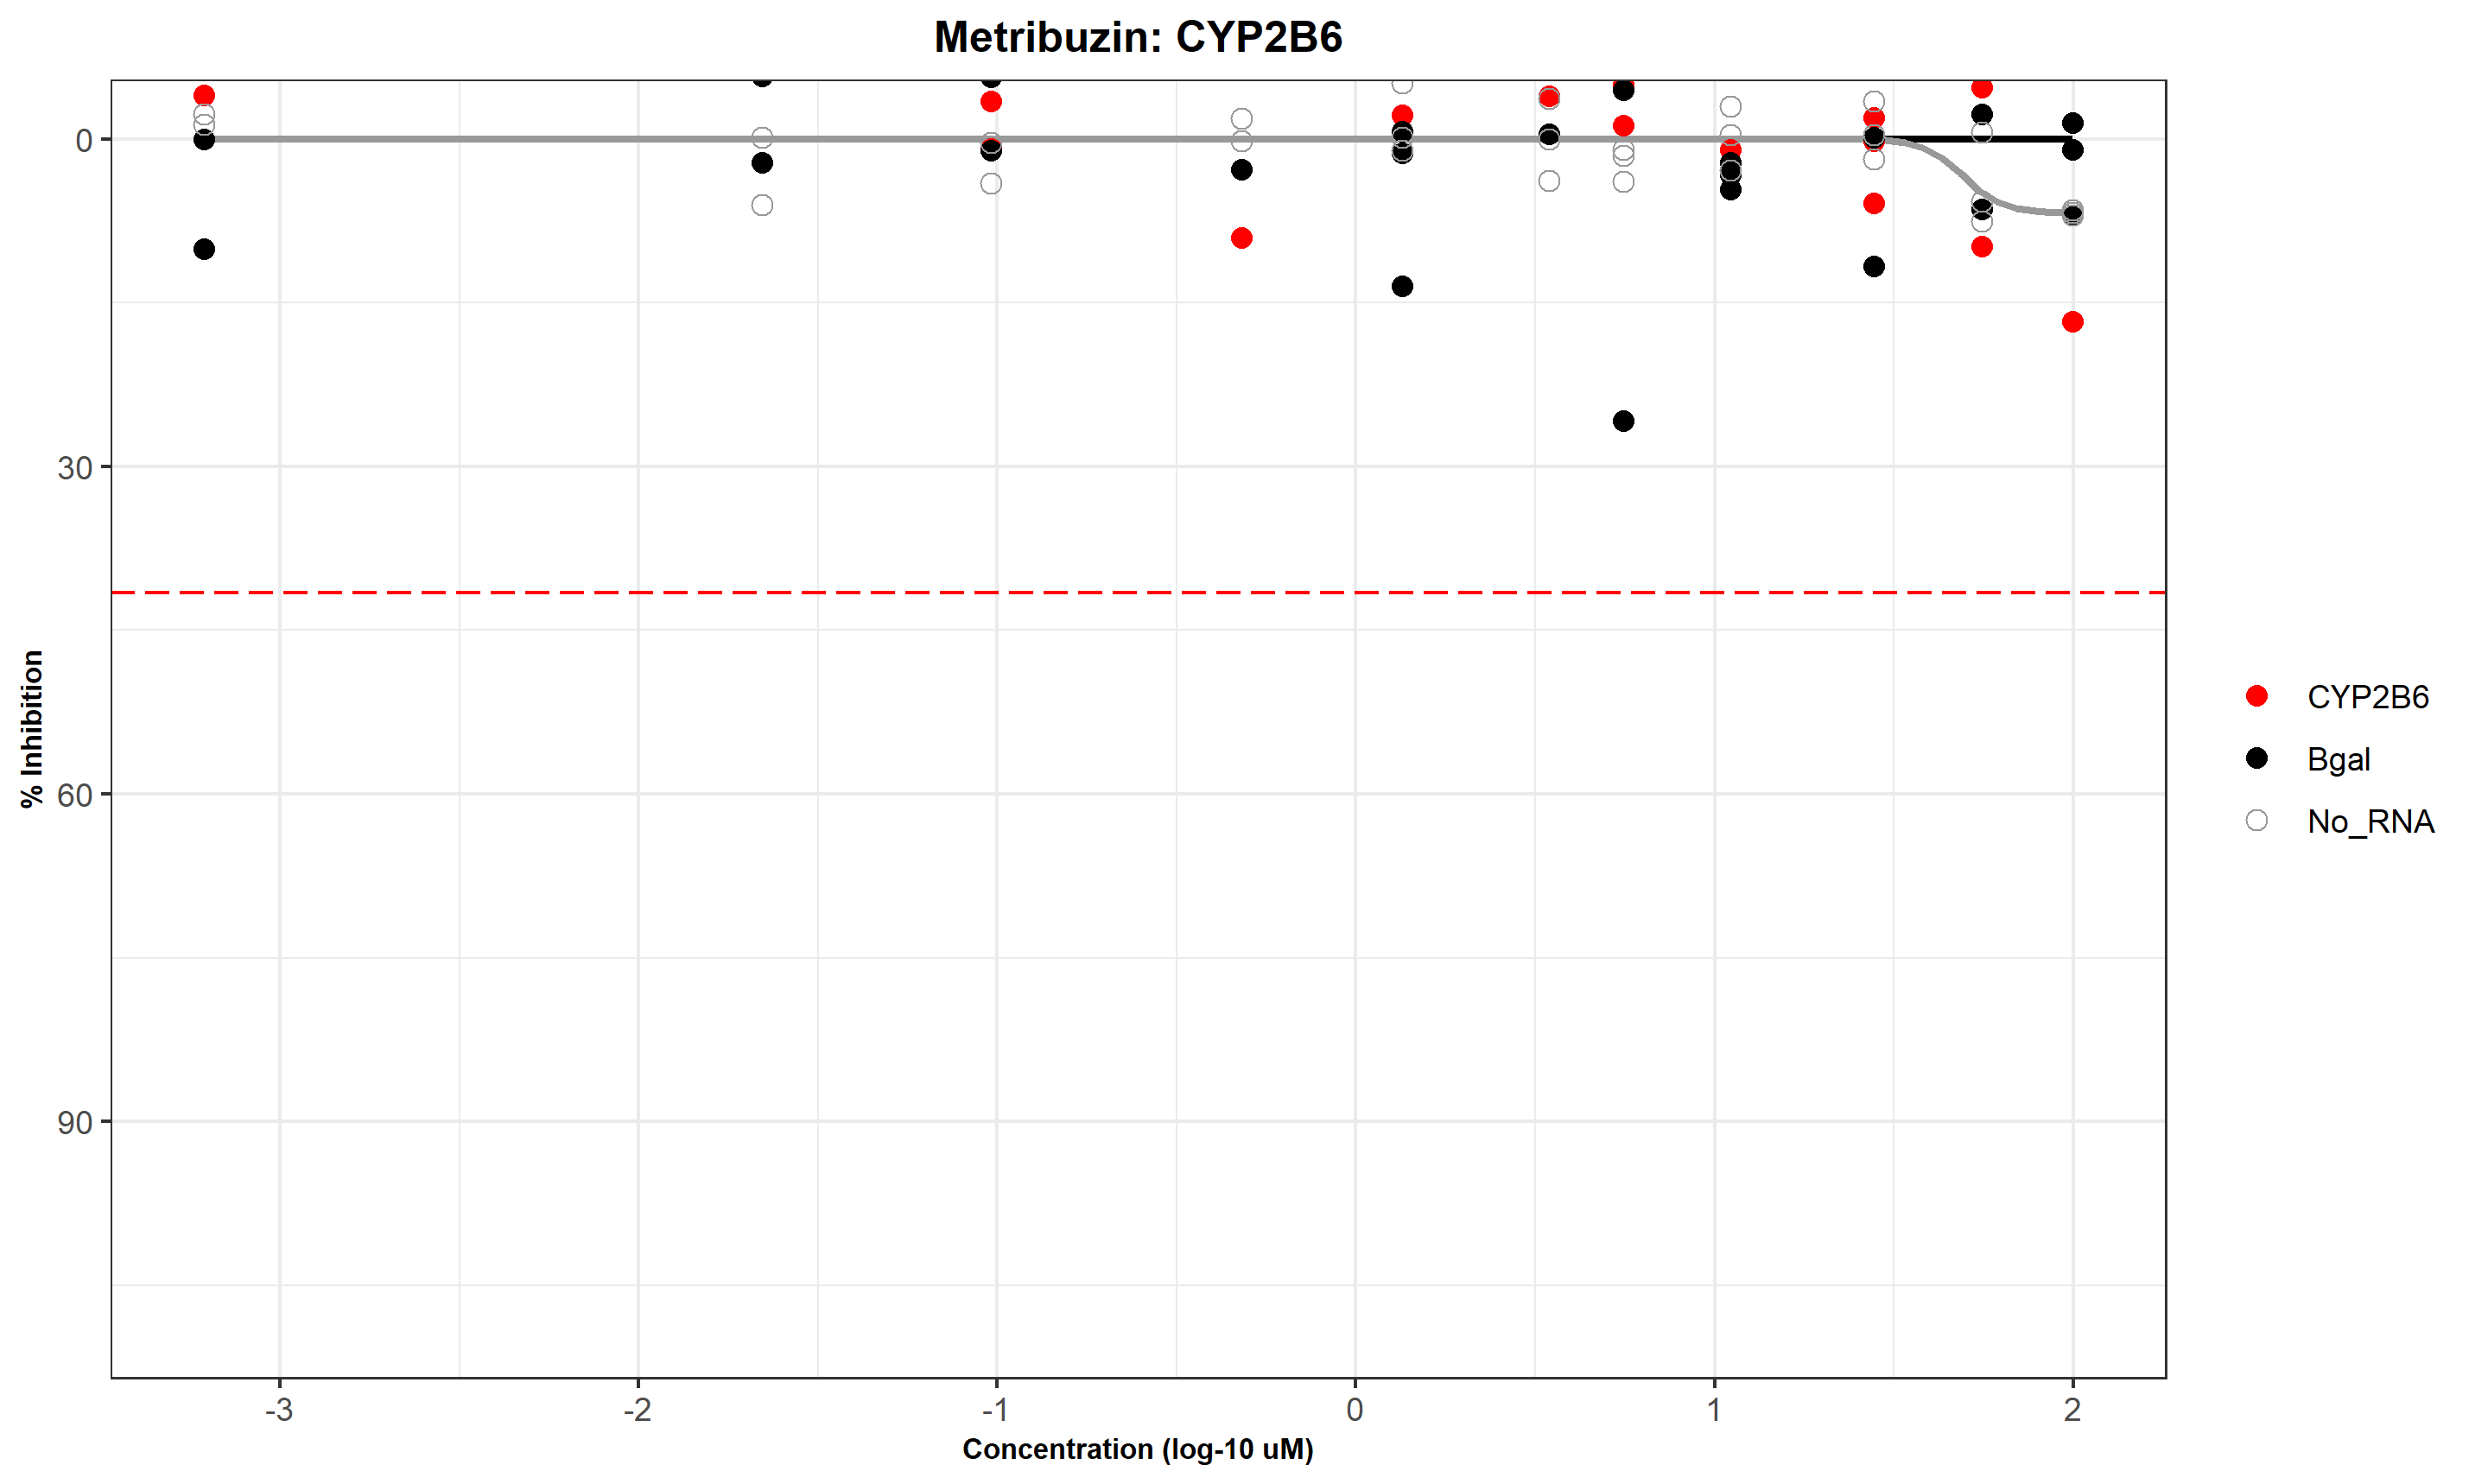 Metribuzin: CYP2B6
% Inhibition
0
30
60
90
-3
-2
-1
0
1
2
Concentration (log-10 uM)
CYP2B6
Bgal
No_RNA